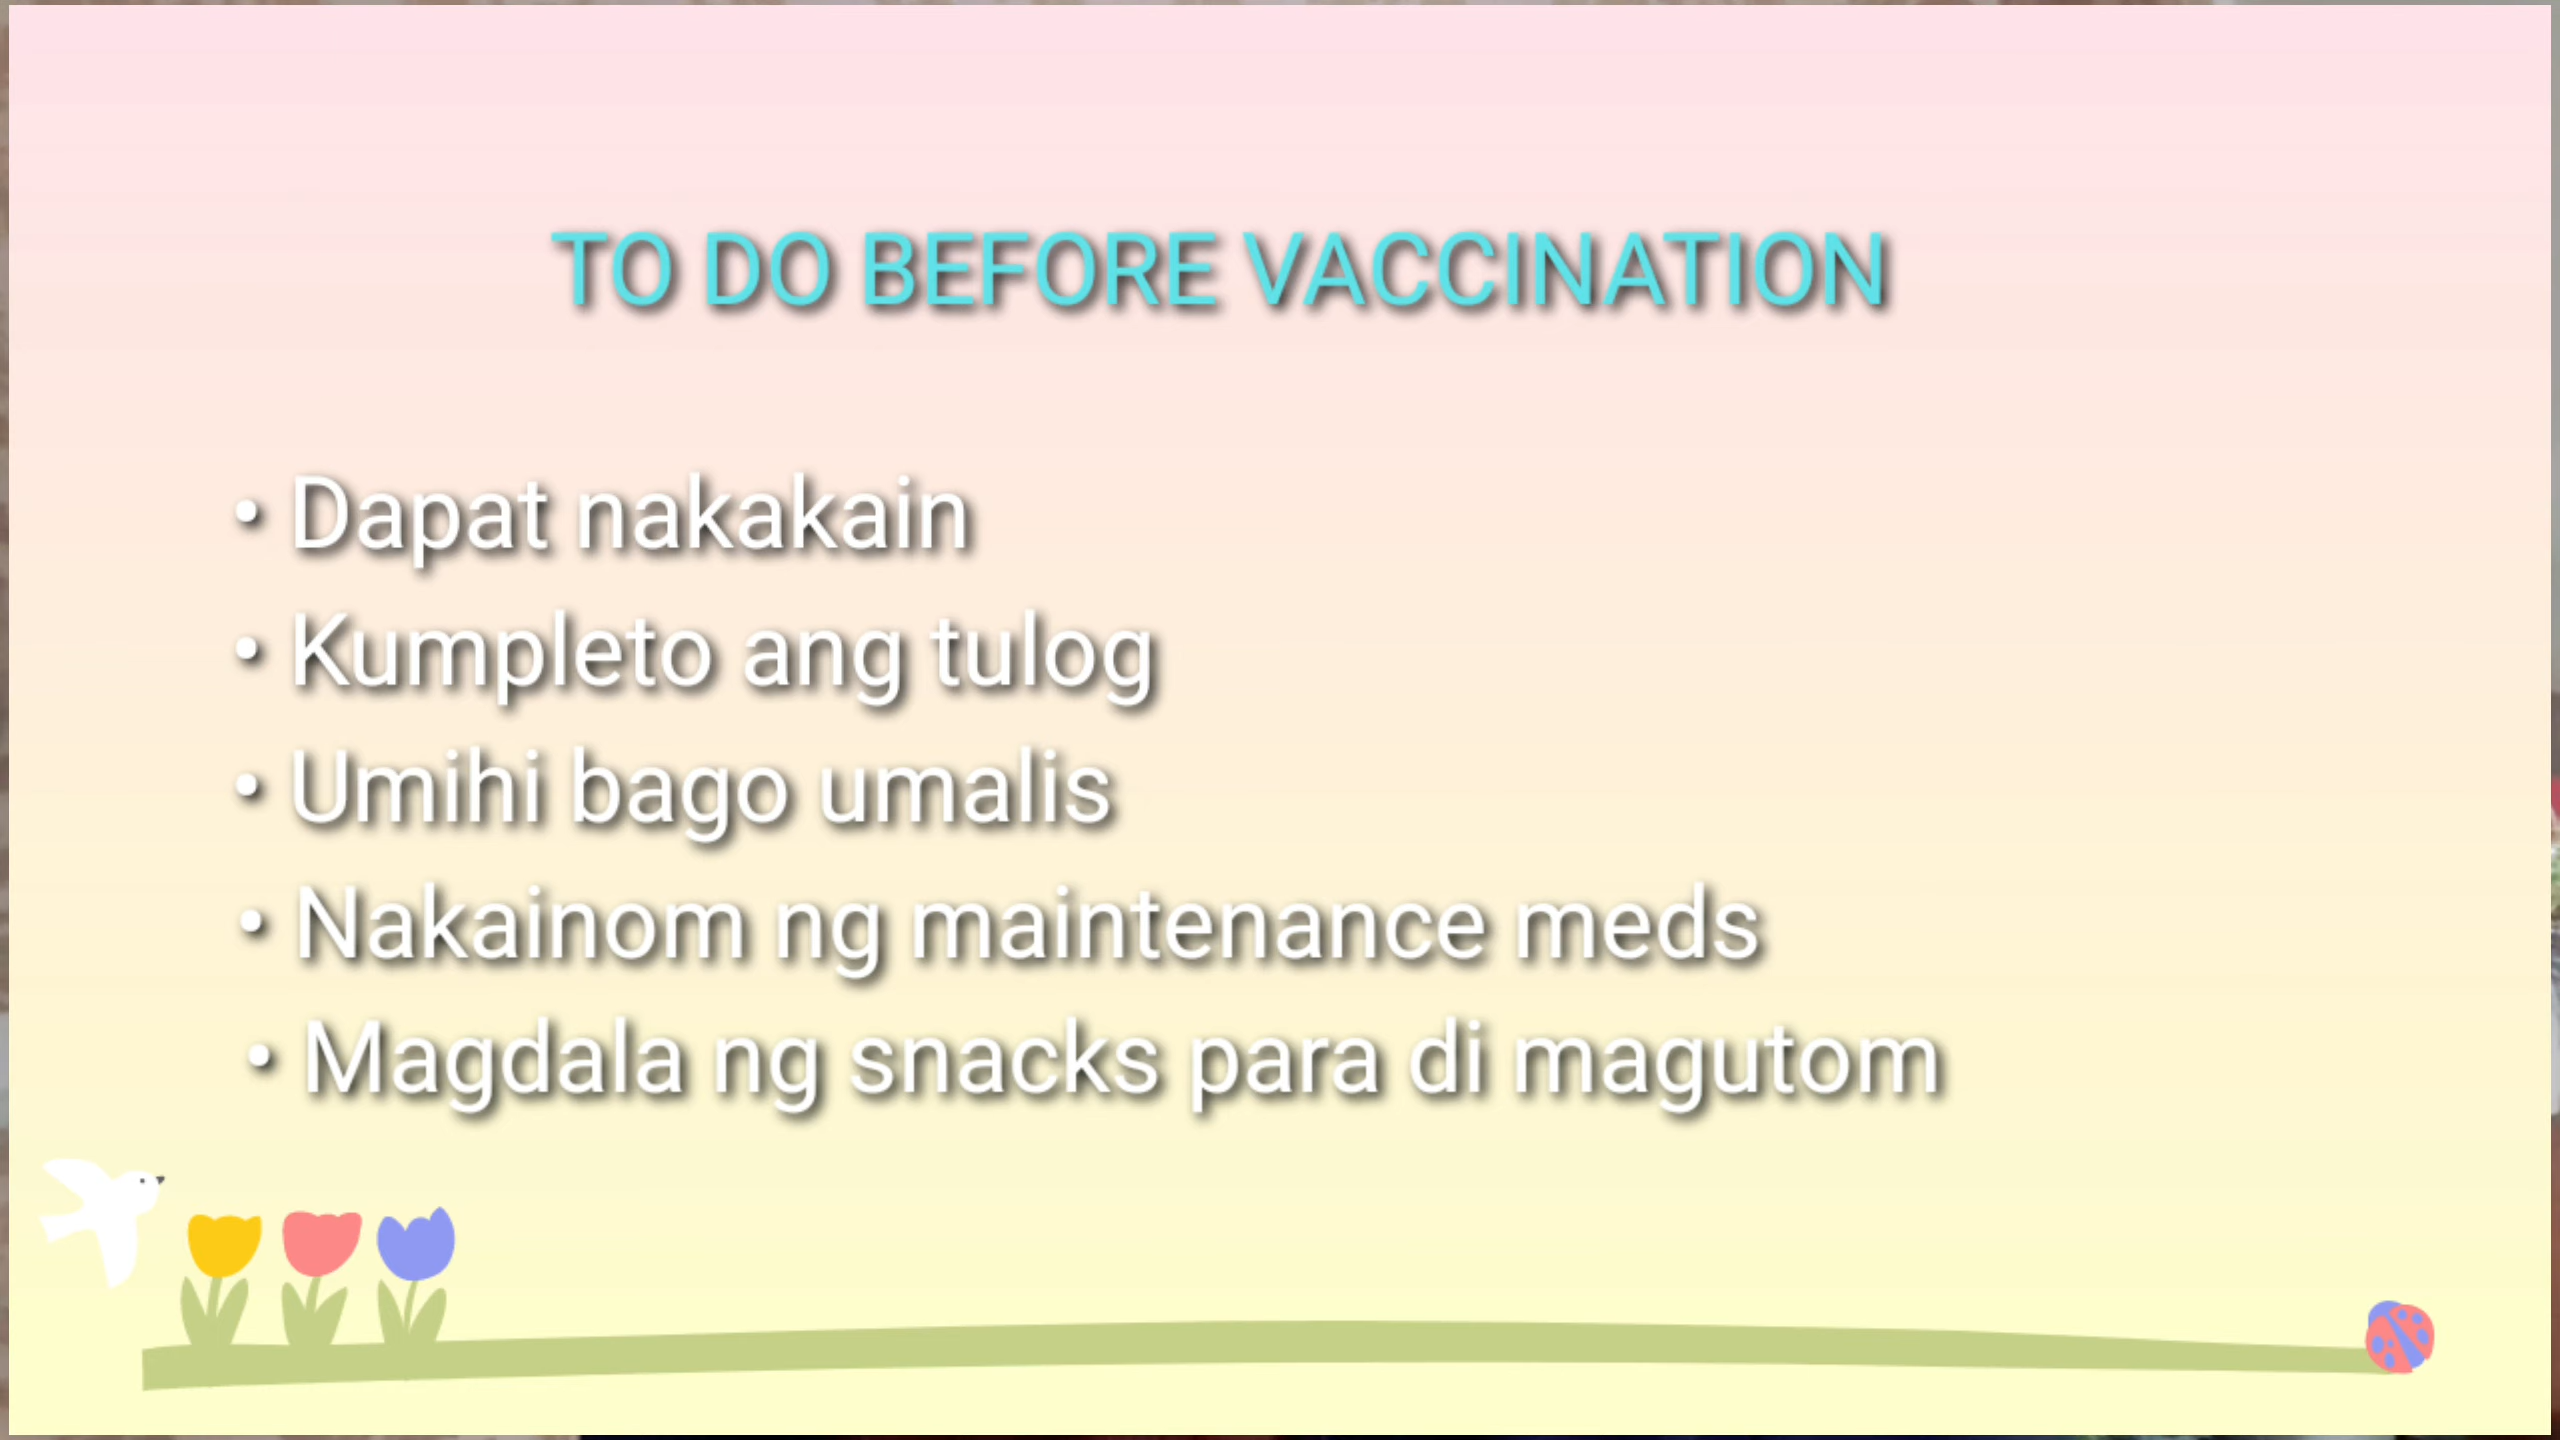 TO DO BEFORE VACCINATION
• Dapat nakakain
• Kumpleto ang tulog
• Umihi bago umalis
• Nakainom ng maintenance meds
• Magdala ng snacks para di magutom